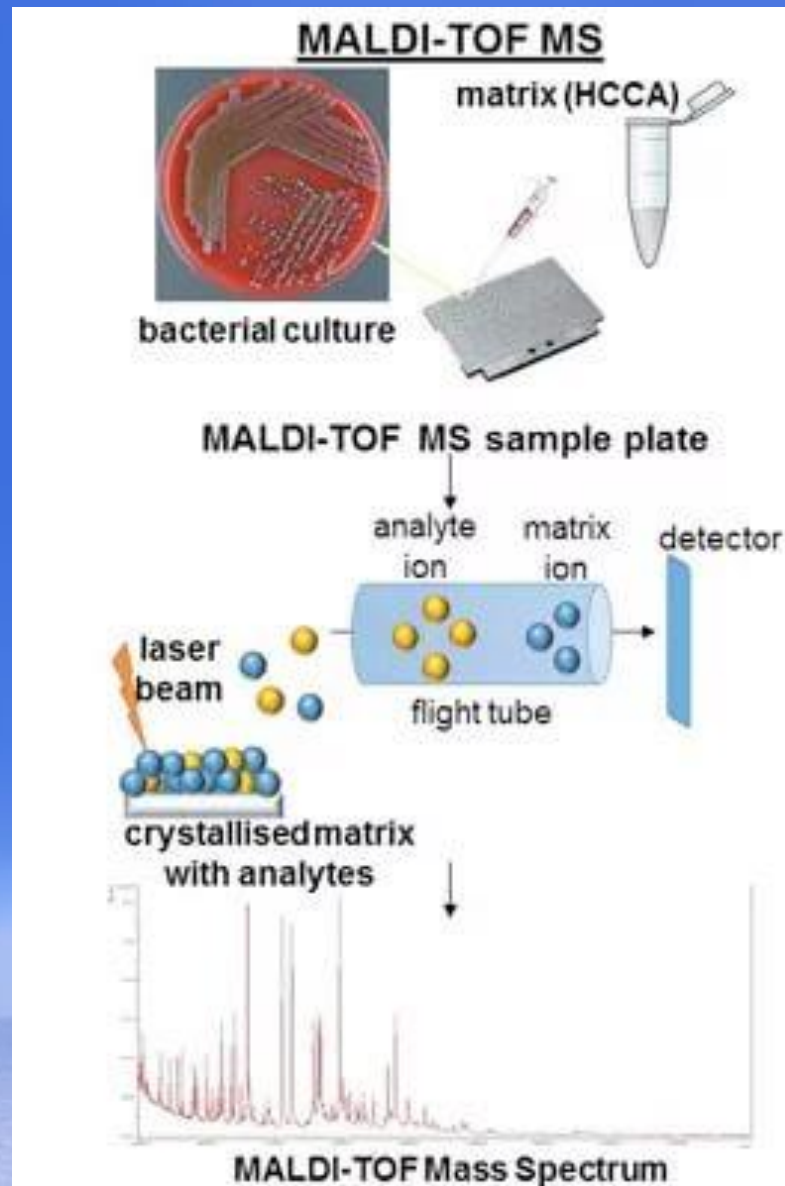 MALDI-TOF MS
matrix (HCCA)
bacterial culture
MALDI-TOF MS sample plate
analyte
ion
matrix
ion
detector
laser
beam
flight tube
crystallised matrix
with analytes
MALDI-TOF Mass Spectrum